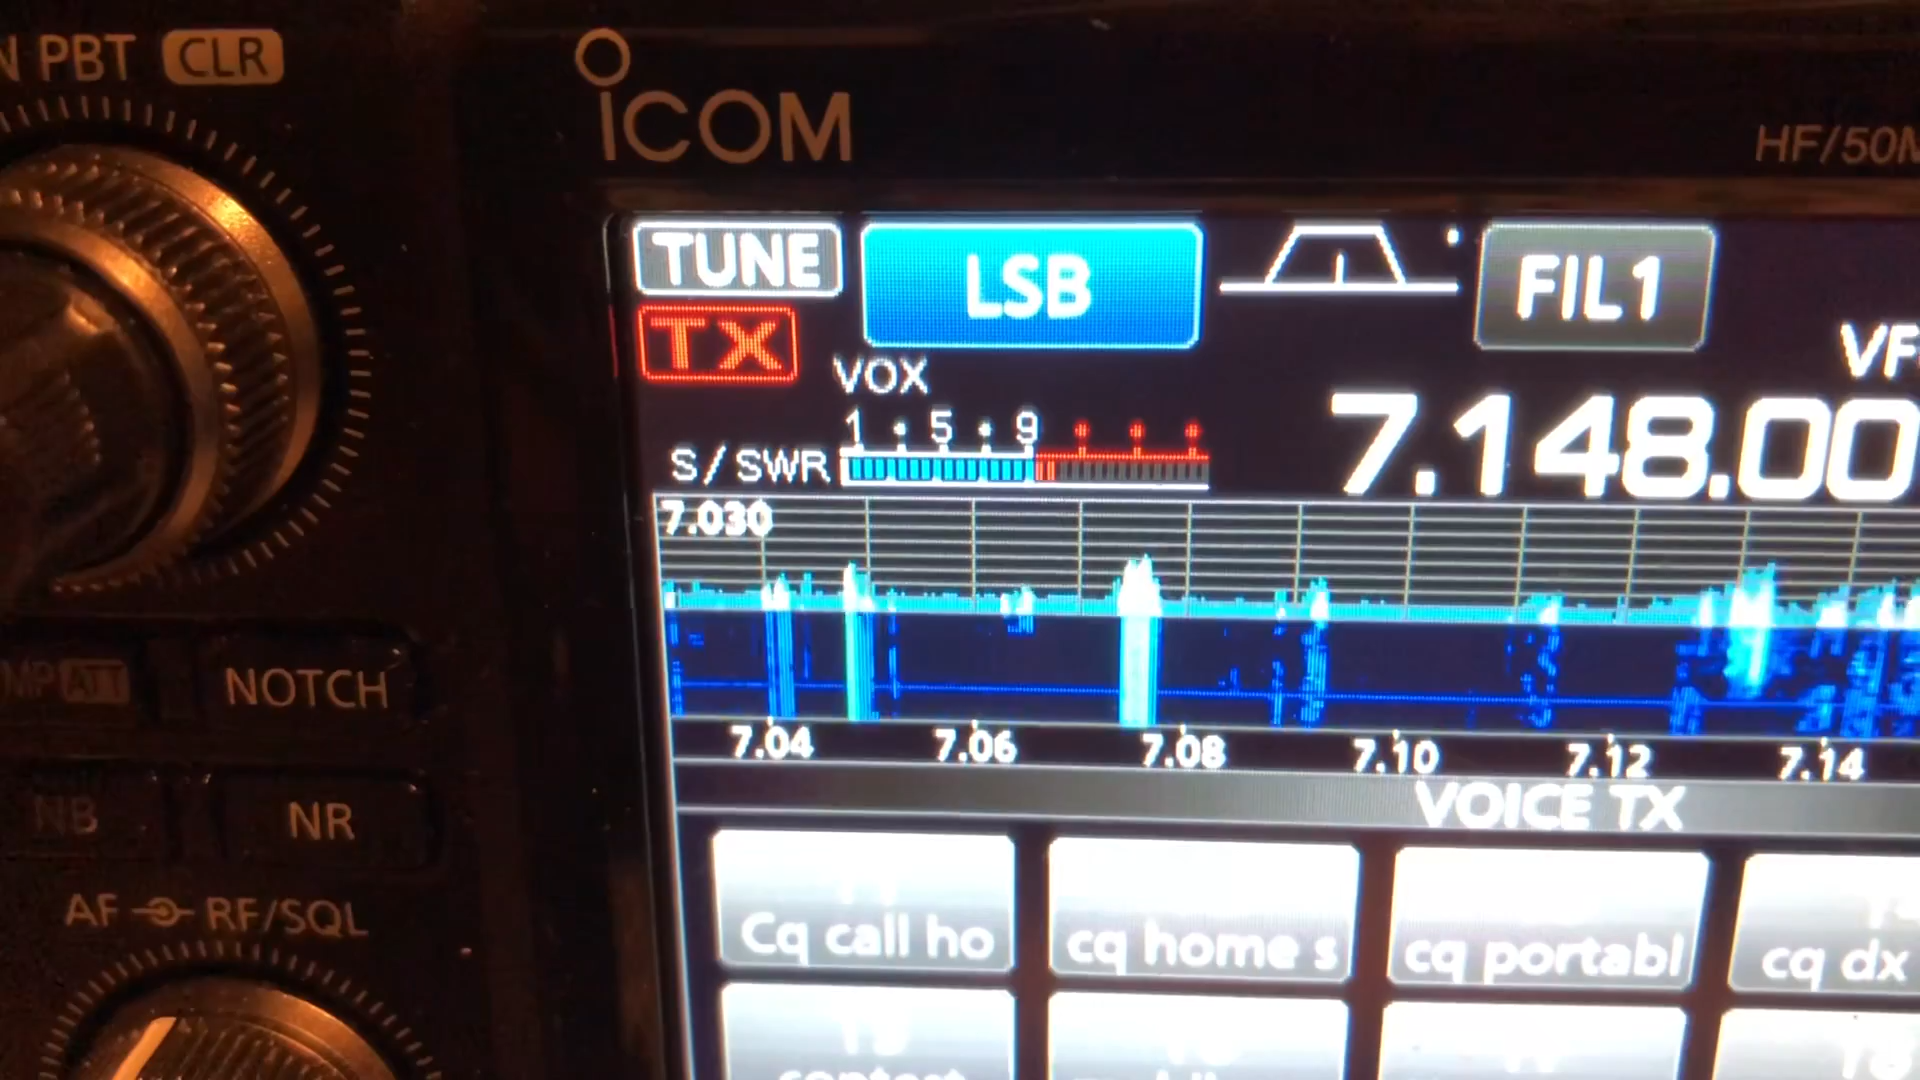 PBT CLR
ICOM
HF/50M
TUNE LSB FIL1
TX
VOX VF
1 • 5 • 9
S/SWR
7.148.00
7.030
7.04 7.06 7.08 7.10 7.12 7.14
VOICE TX
Cq call ho cq home s cq portabl cq dx
ATT NOTCH
NB NR
AF RF/SQL